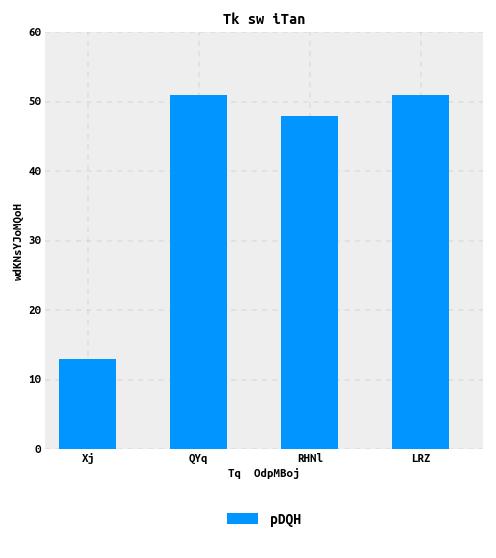 Tk sw iTan
60
50
40
30
20
10
0
wdKNsYJoMQoH
Xj QYq RHNl LRZ
Tq OdpMBoj
pDQH